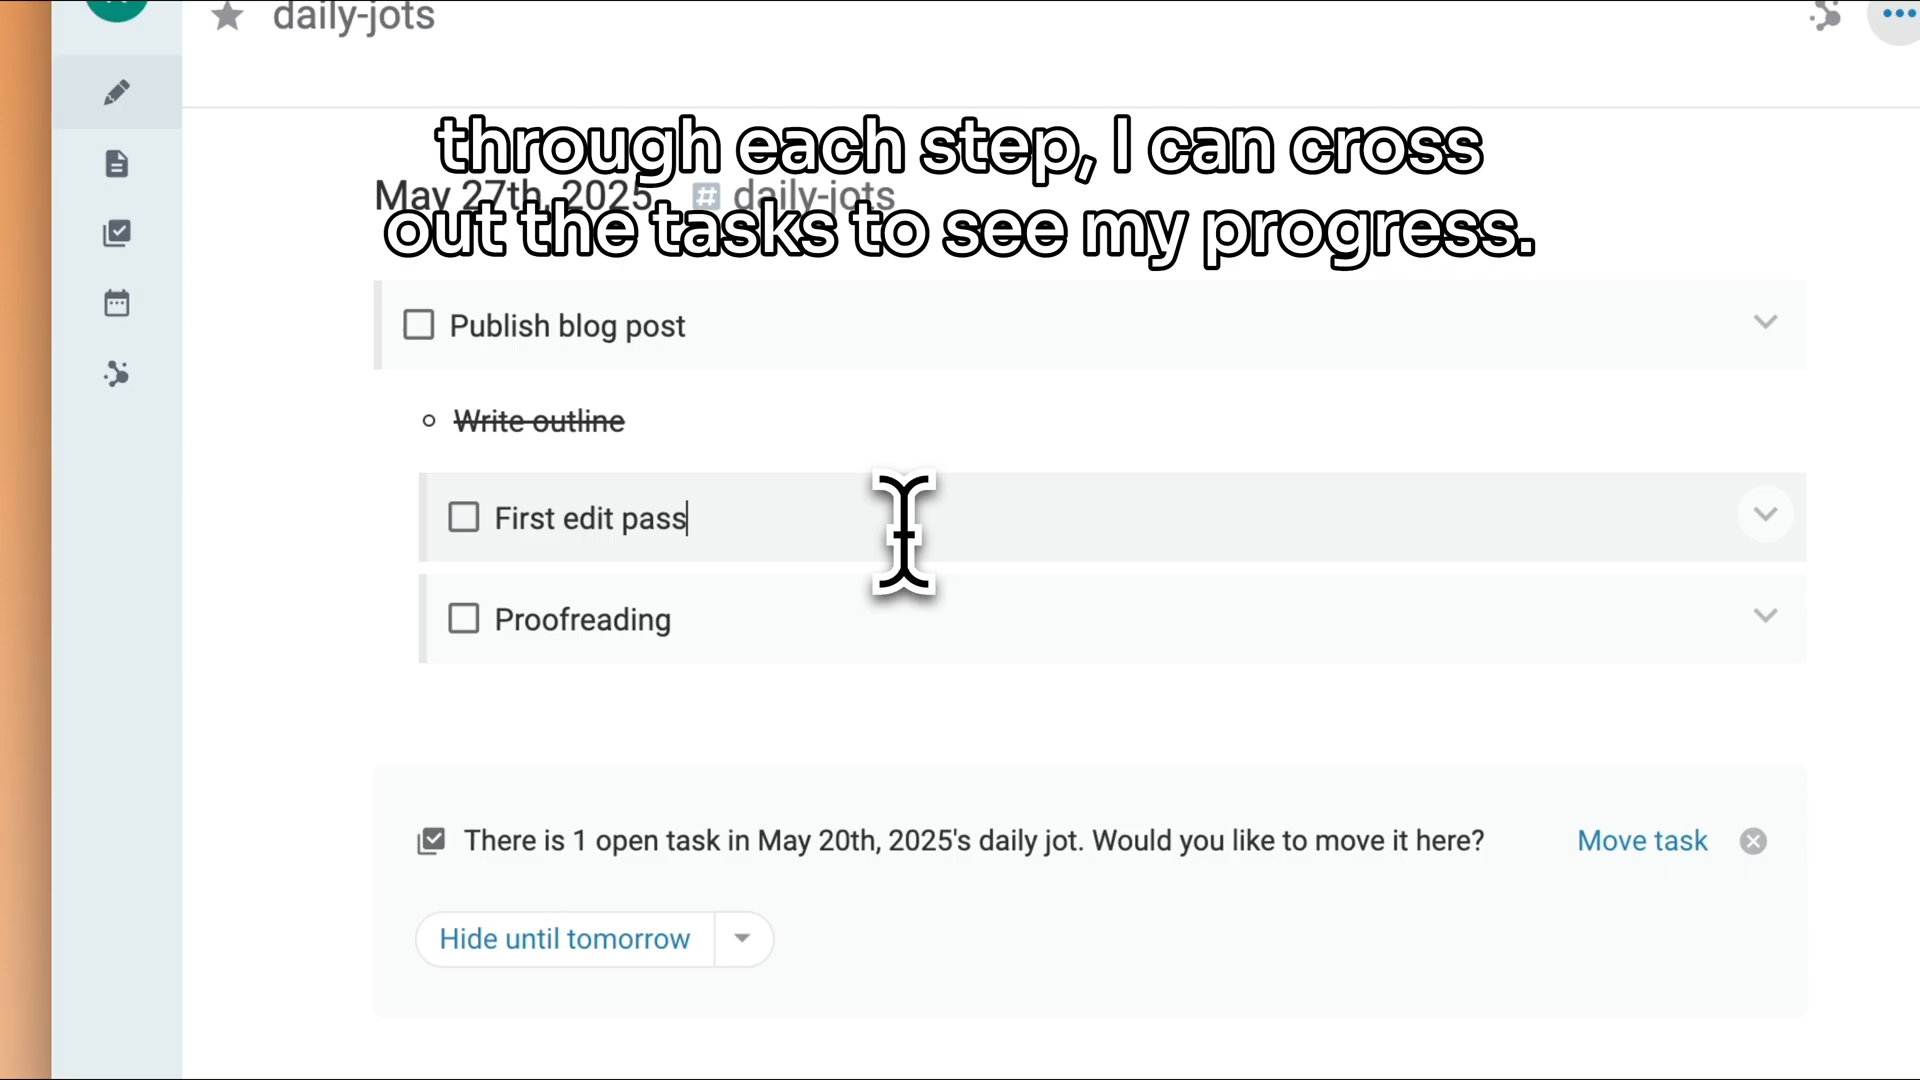 daily-jots
through each step, I can cross
May 27th, 2025 # daily-jots
out the tasks to see my progress.
Publish blog post
Write outline
First edit pass
Proofreading
There is 1 open task in May 20th, 2025's daily jot. Would you like to move it here? Move task
Hide until tomorrow